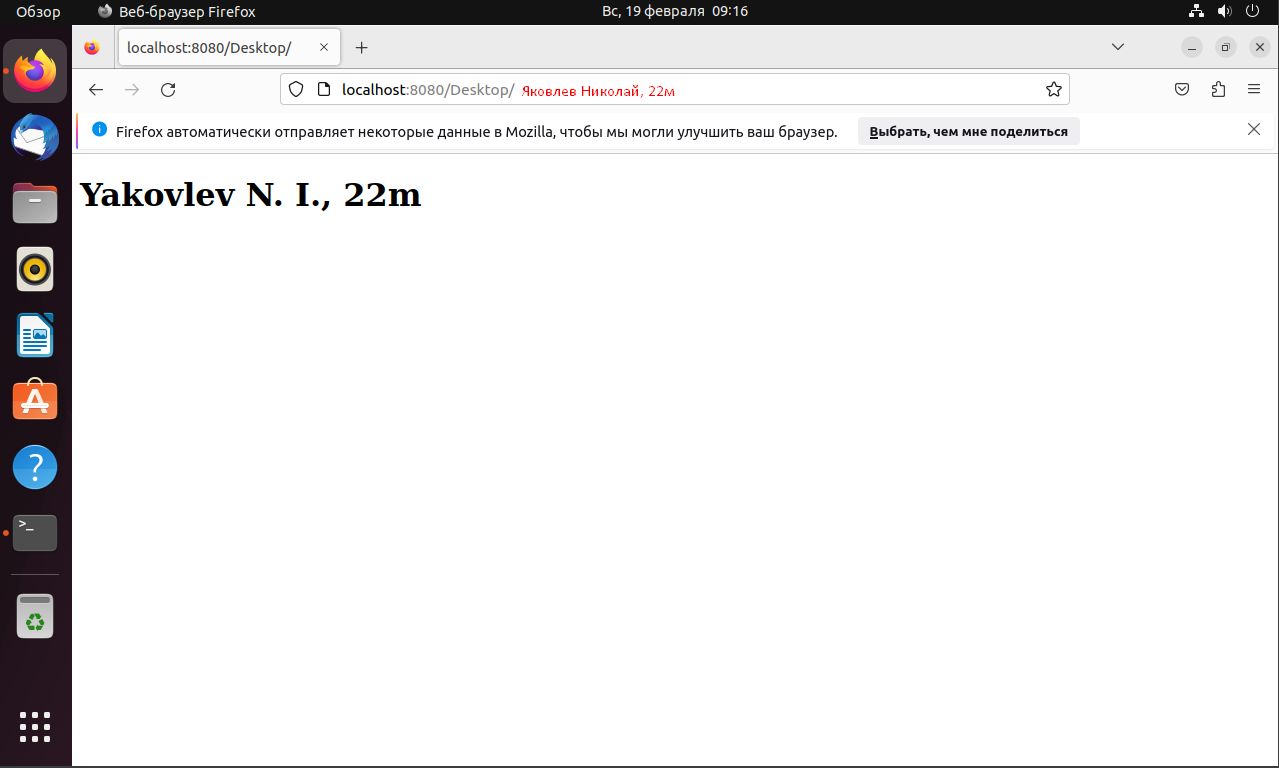 Обзор
Веб-браузер Firefox
Вс, 19 февраля 09:16
localhost:8080/Desktop/
localhost:8080/Desktop/ Яковлев Николай, 22м
Firefox автоматически отправляет некоторые данные в Mozilla, чтобы мы могли улучшить ваш браузер.
Выбрать, чем мне поделиться
Yakovlev N. I., 22m